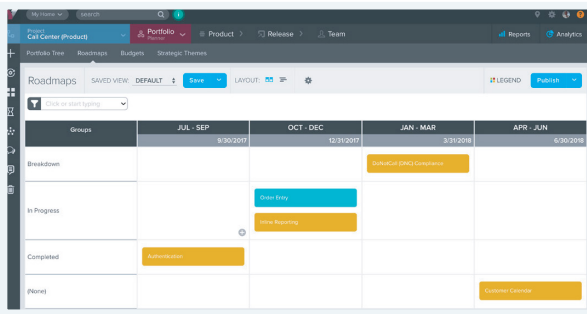 My Home
search
Project
Call Center (Product)
Portfolio
Planner
Product
Release
Team
Reports
Analytics
Portfolio Tree Roadmaps Budgets Strategic Themes
Roadmaps SAVED VIEW: DEFAULT Save LAYOUT: LEGEND Publish
Click or start typing
Groups JUL - SEP OCT - DEC JAN - MAR APR - JUN
9/30/2017 12/31/2017 3/31/2018 6/30/2018
Breakdown DoNotCall (DNC) Compliance
In Progress Order Entry
Inline Reporting
Completed Authentication
(None) Customer Calendar